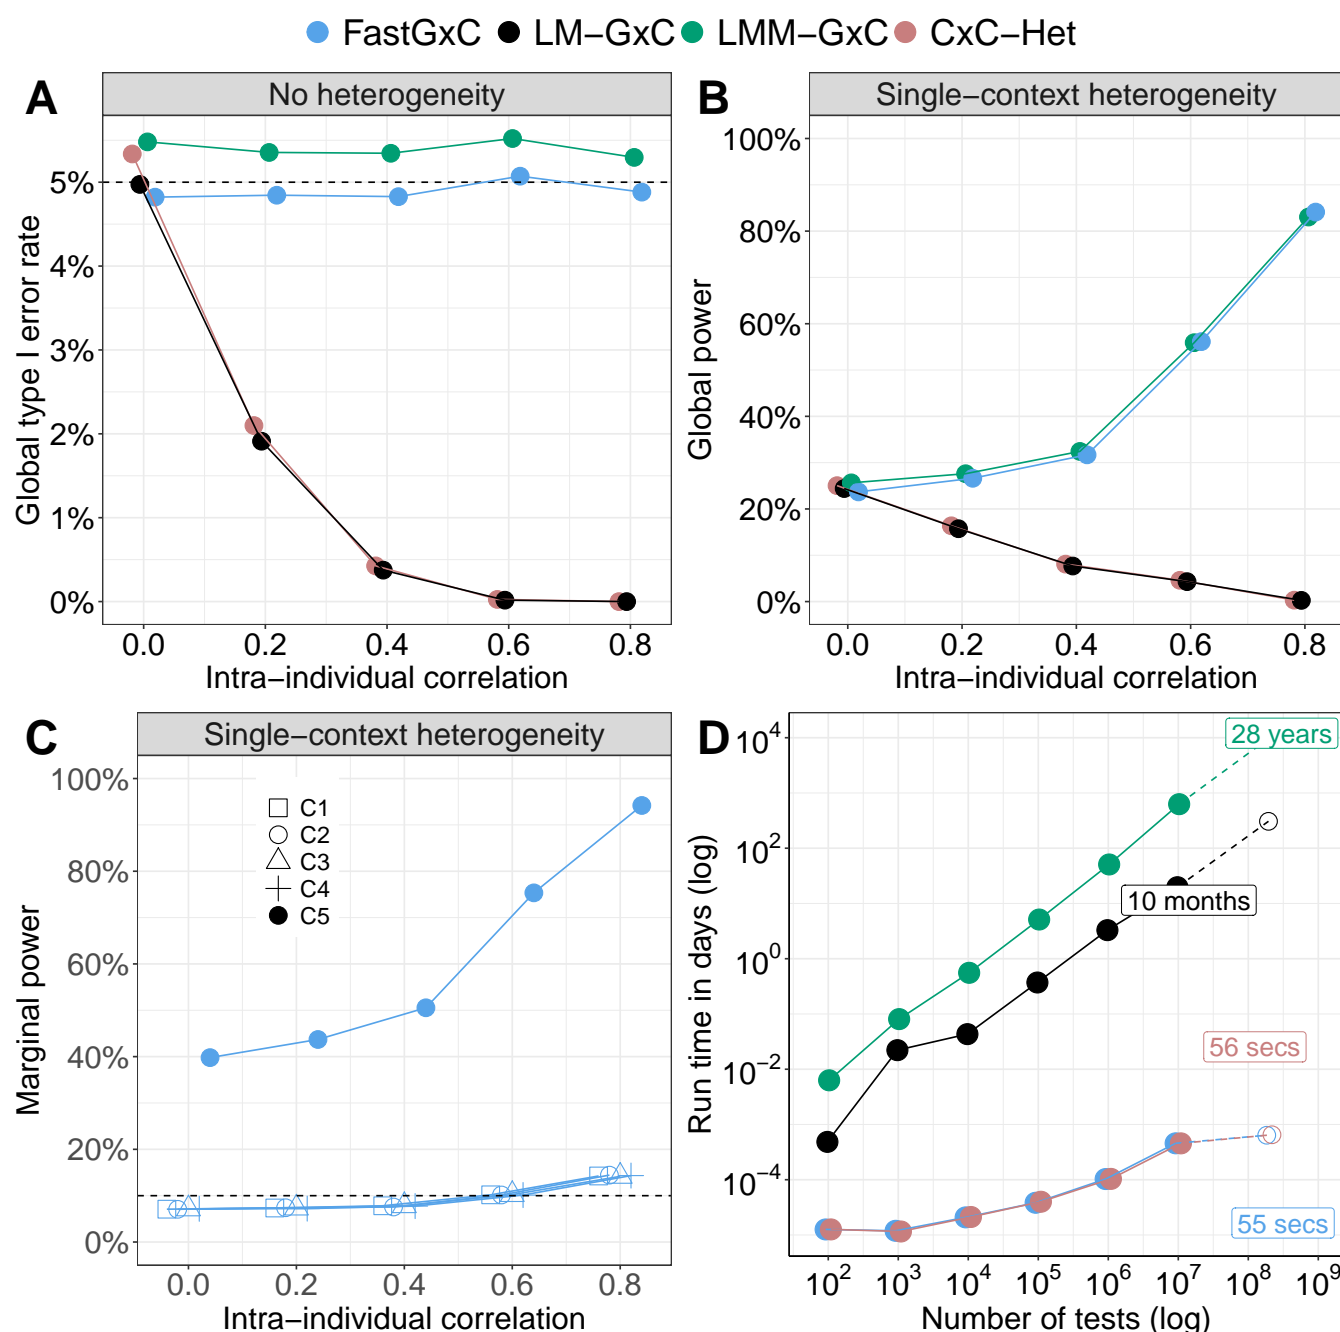 FastGxC LM−GxC LMM−GxC CxC−Het
A
No heterogeneity
Global type I error rate
5%
4%
3%
2%
1%
0%
0.0 0.2 0.4 0.6 0.8
Intra−individual correlation
B
Single−context heterogeneity
Global power
100%
80%
60%
40%
20%
0%
0.0 0.2 0.4 0.6 0.8
Intra−individual correlation
C
Single−context heterogeneity
Marginal power
100%
80%
60%
40%
20%
0%
C1
C2
C3
C4
C5
0.0 0.2 0.4 0.6 0.8
Intra−individual correlation
D
Run time in days (log)
10^4
10^2
10^0
10^−2
10^−4
28 years
10 months
56 secs
55 secs
10^2 10^3 10^4 10^5 10^6 10^7 10^8 10^9
Number of tests (log)